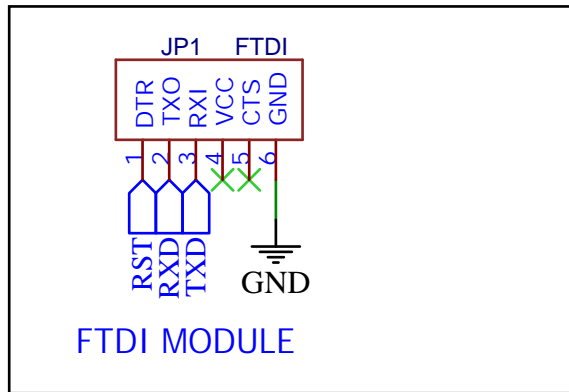 JP1 FTDI
DTR TXO RXI VCC CTS GND
1 2 3 4 5 6
RST RXD TXD
GND
FTDI MODULE